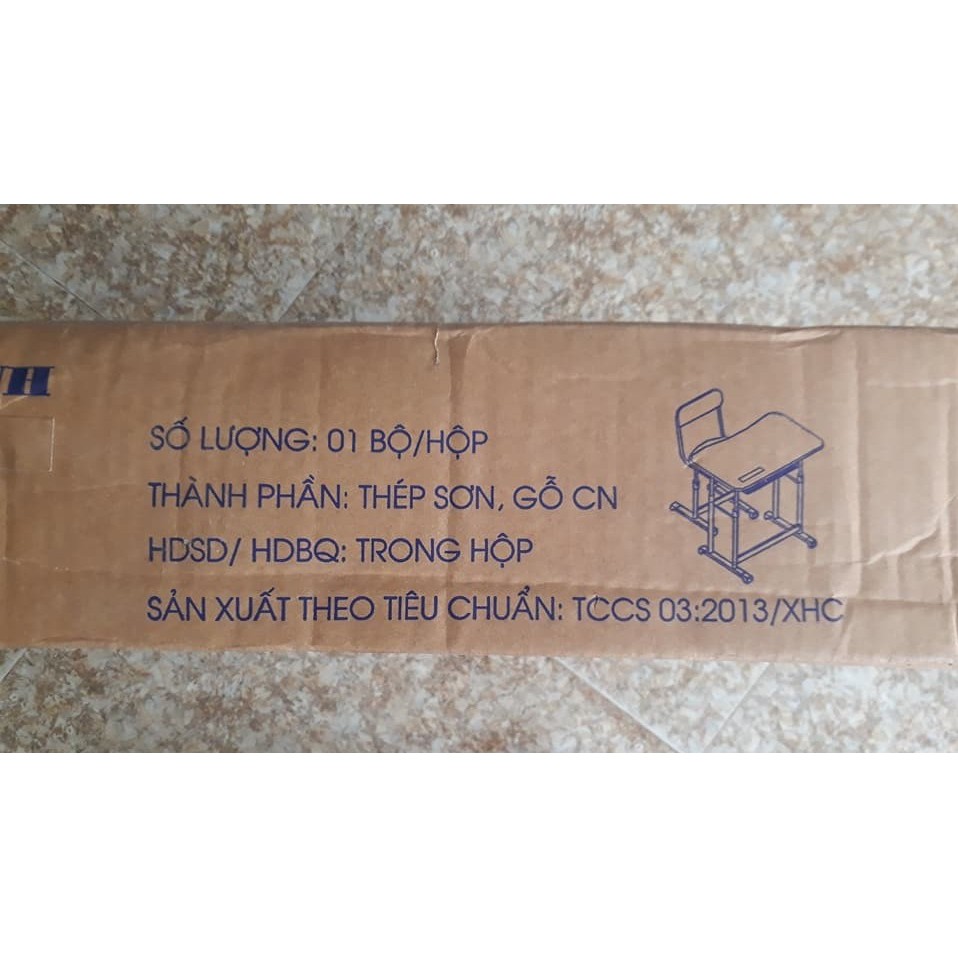 SỐ LƯỢNG: 01 BỘ/HỘP
THÀNH PHẦN: THÉP SƠN, GỖ CN
HDSD/ HDBQ: TRONG HỘP
SẢN XUẤT THEO TIÊU CHUẨN: TCCS 03:2013/XHC